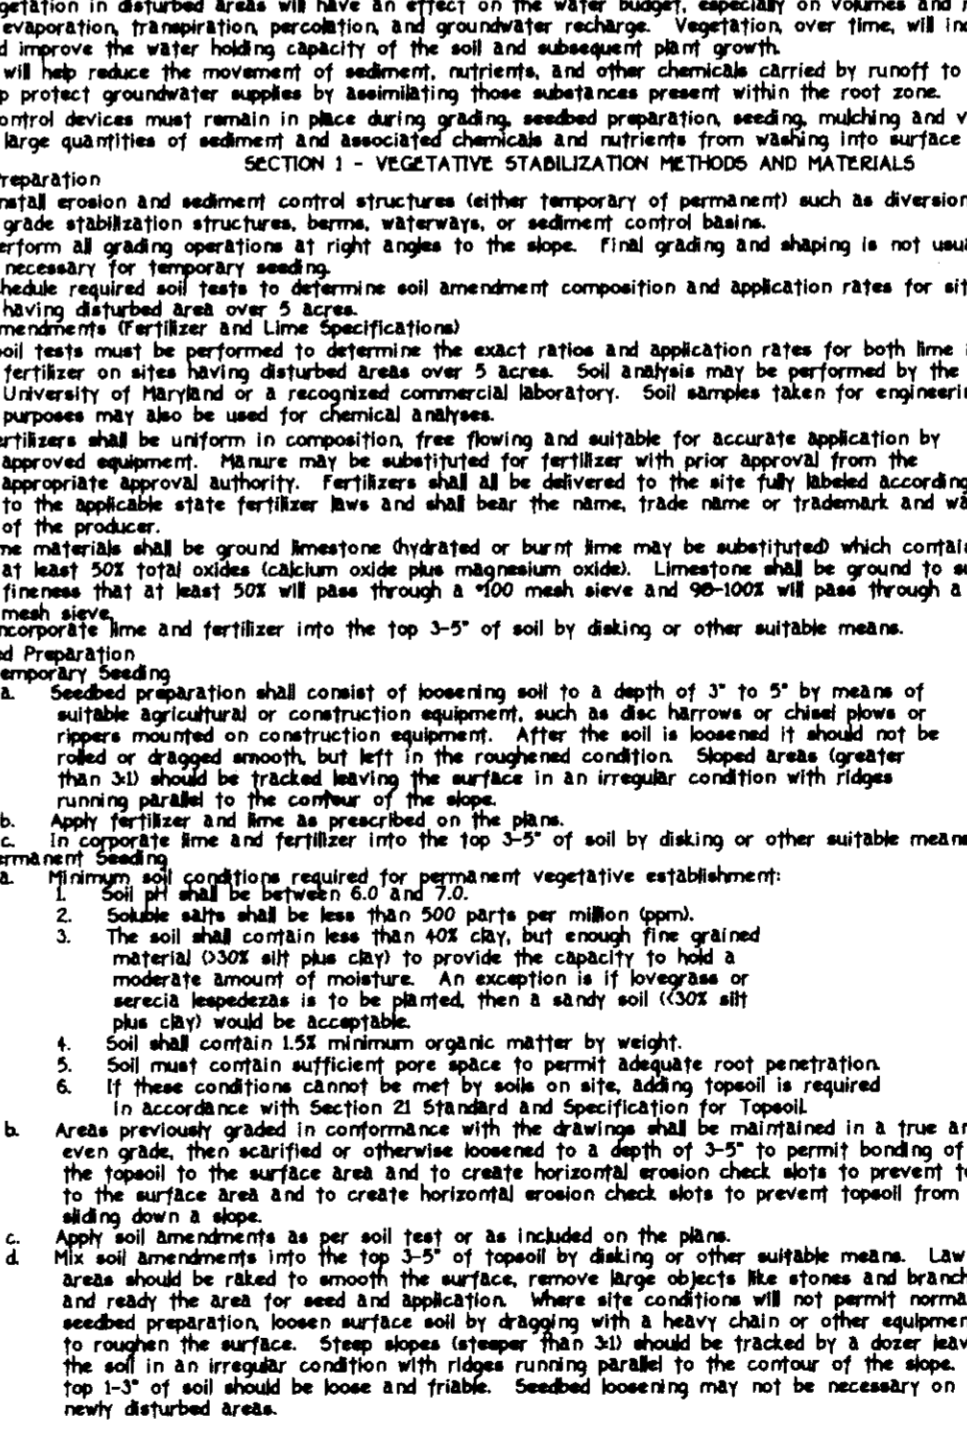 getation in disturbed areas will have an effect on the water budget, especially on volumes and r
evaporation, transpiration, percolation, and groundwater recharge. Vegetation, over time, will inc
d improve the water holding capacity of the soil and subsequent plant growth.
will help reduce the movement of sediment, nutrients, and other chemicals carried by runoff to
p protect groundwater supplies by assimilating those substances present within the root zone.
ontrol devices must remain in place during grading, seedbed preparation, seeding, mulching and v
large quantities of sediment and associated chemicals and nutrients from washing into surface
SECTION 1 - VEGETATIVE STABILIZATION METHODS AND MATERIALS
reparation
nstall erosion and sediment control structures (either temporary of permanent) such as diversion
grade stabilization structures, berms, waterways, or sediment control basins.
erform all grading operations at right angles to the slope. Final grading and shaping is not usu
necessary for temporary seeding.
hedule required soil tests to determine soil amendment composition and application rates for sit
having disturbed area over 5 acres.
mendments (Fertilizer and Lime Specifications)
oil tests must be performed to determine the exact ratios and application rates for both lime
fertilizer on sites having disturbed areas over 5 acres. Soil analysis may be performed by the
University of Maryland or a recognized commercial laboratory. Soil samples taken for engineeri
purposes may also be used for chemical analyses.
ertilizers shall be uniform in composition, free flowing and suitable for accurate application by
approved equipment. Manure may be substituted for fertilizer with prior approval from the
appropriate approval authority. Fertilizers shall all be delivered to the site fully labeled according
to the applicable state fertilizer laws and shall bear the name, trade name or trademark and wa
of the producer.
me materials shall be ground limestone (hydrated or burnt lime may be substituted) which contai
at least 50% total oxides (calcium oxide plus magnesium oxide). Limestone shall be ground to su
fineness that at least 50% will pass through a #100 mesh sieve and 98-100% will pass through a
mesh sieve.
ncorporate lime and fertilizer into the top 3-5" of soil by disking or other suitable means.
ed Preparation
emporary Seeding
a. Seedbed preparation shall consist of loosening soil to a depth of 3" to 5" by means of
suitable agricultural or construction equipment, such as disc harrows or chisel plows or
rippers mounted on construction equipment. After the soil is loosened it should not be
rolled or dragged smooth, but left in the roughened condition. Sloped areas (greater
than 3:1) should be tracked leaving the surface in an irregular condition with ridges
running parallel to the contour of the slope.
b. Apply fertilizer and lime as prescribed on the plans.
c. In corporate lime and fertilizer into the top 3-5" of soil by disking or other suitable means
ermanent Seeding
a. Minimum soil conditions required for permanent vegetative establishment:
1. Soil pH shall be between 6.0 and 7.0.
2. Soluble salts shall be less than 500 parts per million (ppm).
3. The soil shall contain less than 40% clay, but enough fine grained
material (>30% silt plus clay) to provide the capacity to hold a
moderate amount of moisture. An exception is if lovegrass or
serecia lespedezas is to be planted, then a sandy soil (<30% silt
plus clay) would be acceptable.
4. Soil shall contain 1.5% minimum organic matter by weight.
5. Soil must contain sufficient pore space to permit adequate root penetration.
6. If these conditions cannot be met by soils on site, adding topsoil is required
in accordance with Section 21 Standard and Specification for Topsoil.
b. Areas previously graded in conformance with the drawings shall be maintained in a true an
even grade, then scarified or otherwise loosened to a depth of 3-5" to permit bonding of
the topsoil to the surface area and to create horizontal erosion check slots to prevent to
to the surface area and to create horizontal erosion check slots to prevent topsoil from
sliding down a slope.
c. Apply soil amendments as per soil test or as included on the plans.
d. Mix soil amendments into the top 3-5" of topsoil by disking or other suitable means. Law
areas should be raked to smooth the surface, remove large objects like stones and branch
and ready the area for seed and application. Where site conditions will not permit norma
seedbed preparation, loosen surface soil by dragging with a heavy chain or other equipmen
to roughen the surface. Steep slopes (steeper than 3:1) should be tracked by a dozer leav
the soil in an irregular condition with ridges running parallel to the contour of the slope.
top 1-3" of soil should be loose and friable. Seedbed loosening may not be necessary on
newly disturbed areas.